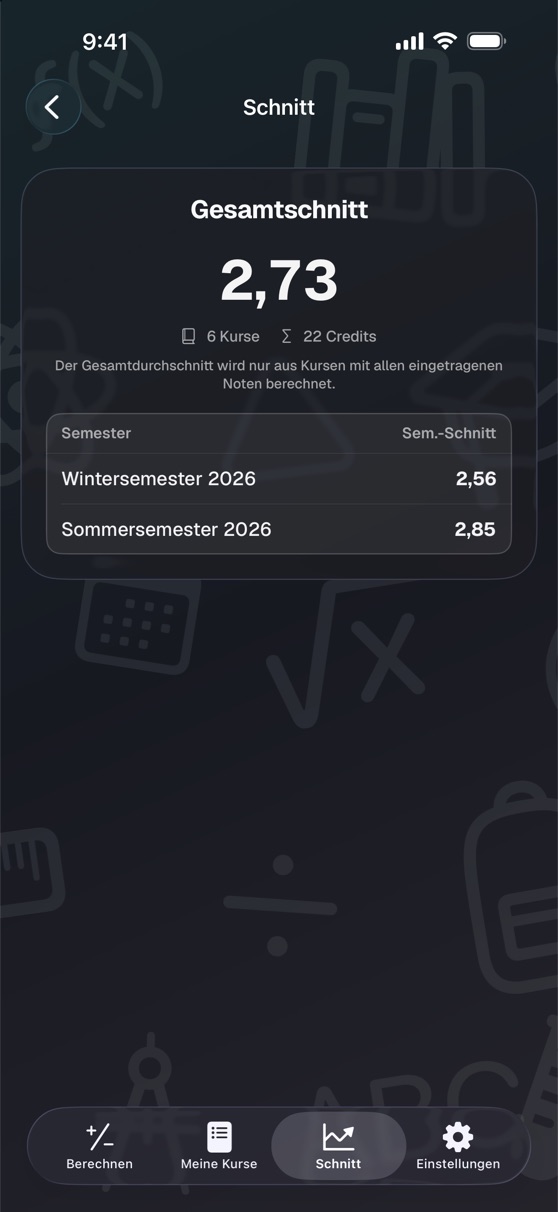 9:41
Schnitt
Gesamtschnitt
2,73
6 Kurse Σ 22 Credits
Der Gesamtdurchschnitt wird nur aus Kursen mit allen eingetragenen
Noten berechnet.
Semester Sem.-Schnitt
Wintersemester 2026 2,56
Sommersemester 2026 2,85
f(x)
√x
÷
ABC
+/−
Berechnen Meine Kurse Schnitt Einstellungen